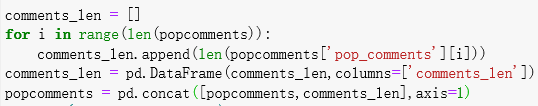 comments_len = []
for i in range(len(popcomments)):
    comments_len.append(len(popcomments['pop_comments'][i]))
comments_len = pd.DataFrame(comments_len,columns=['comments_len'])
popcomments = pd.concat([popcomments,comments_len],axis=1)